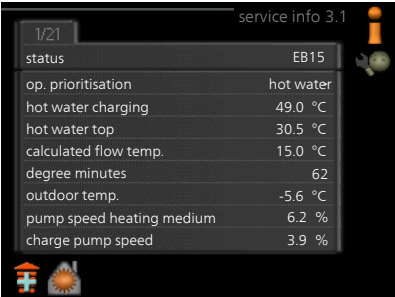 service info 3.1
1/21
status EB15
op. prioritisation hot water
hot water charging 49.0 °C
hot water top 30.5 °C
calculated flow temp. 15.0 °C
degree minutes 62
outdoor temp. -5.6 °C
pump speed heating medium 6.2 %
charge pump speed 3.9 %